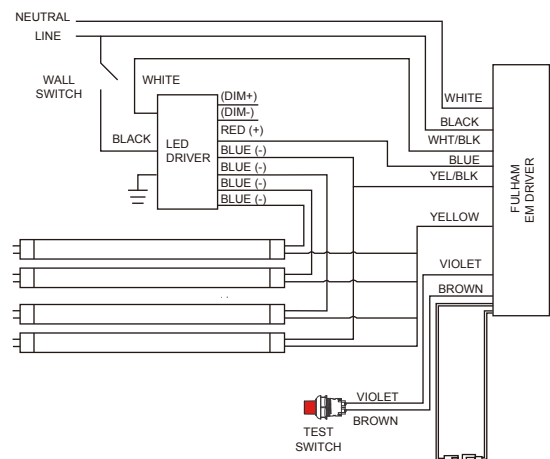 NEUTRAL
LINE
WALL
SWITCH
WHITE
BLACK
LED
DRIVER
(DIM+)
(DIM-)
RED (+)
BLUE (-)
BLUE (-)
BLUE (-)
BLUE (-)
WHITE
BLACK
WHT/BLK
BLUE
YEL/BLK
YELLOW
VIOLET
BROWN
FULHAM
EM DRIVER
VIOLET
BROWN
TEST
SWITCH